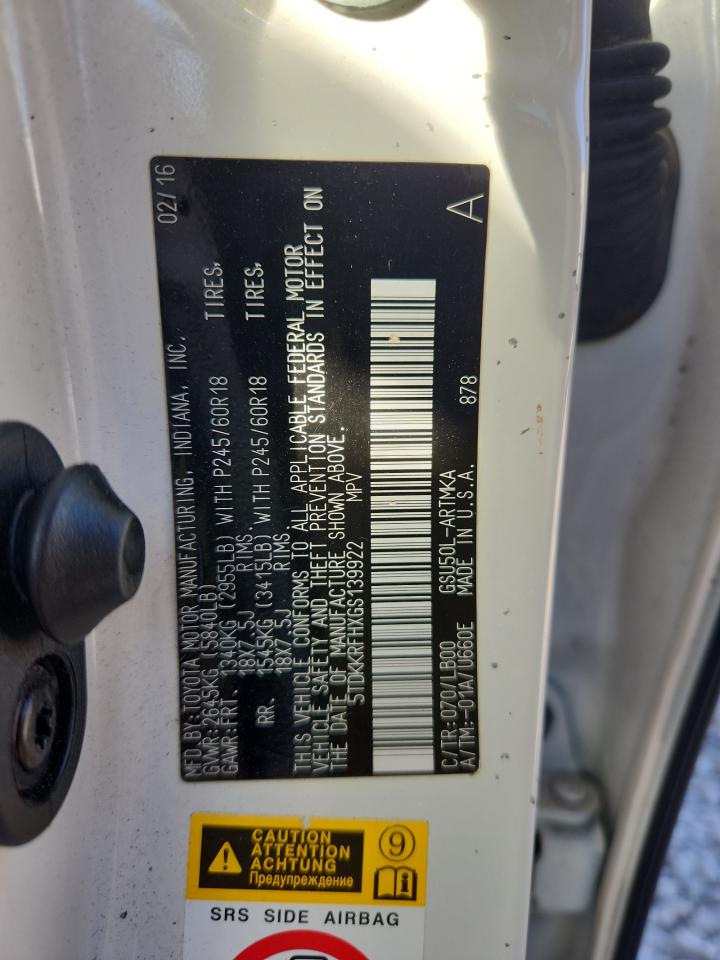 MFD.BY:TOYOTA MOTOR MANUFACTURING, INDIANA, INC. 02/16
GVWR:2645KG (5840LB)
GAWR:FRT. 1340KG (2955LB) WITH P245/60R18 TIRES,
18X7.5J RIMS.
RR. 1545KG (3415LB) WITH P245/60R18 TIRES,
18X7.5J RIMS.
THIS VEHICLE CONFORMS TO ALL APPLICABLE FEDERAL MOTOR
VEHICLE SAFETY AND THEFT PREVENTION STANDARDS IN EFFECT ON
THE DATE OF MANUFACTURE SHOWN ABOVE.
5TDKKRFHXGS139922 MPV
C/TR:070/LB00 GSU50L-ARTMKA 878 A
A/TM:-01A/U660E MADE IN U.S.A.
CAUTION
ATTENTION
ACHTUNG
Предупреждение
9
i
SRS SIDE AIRBAG